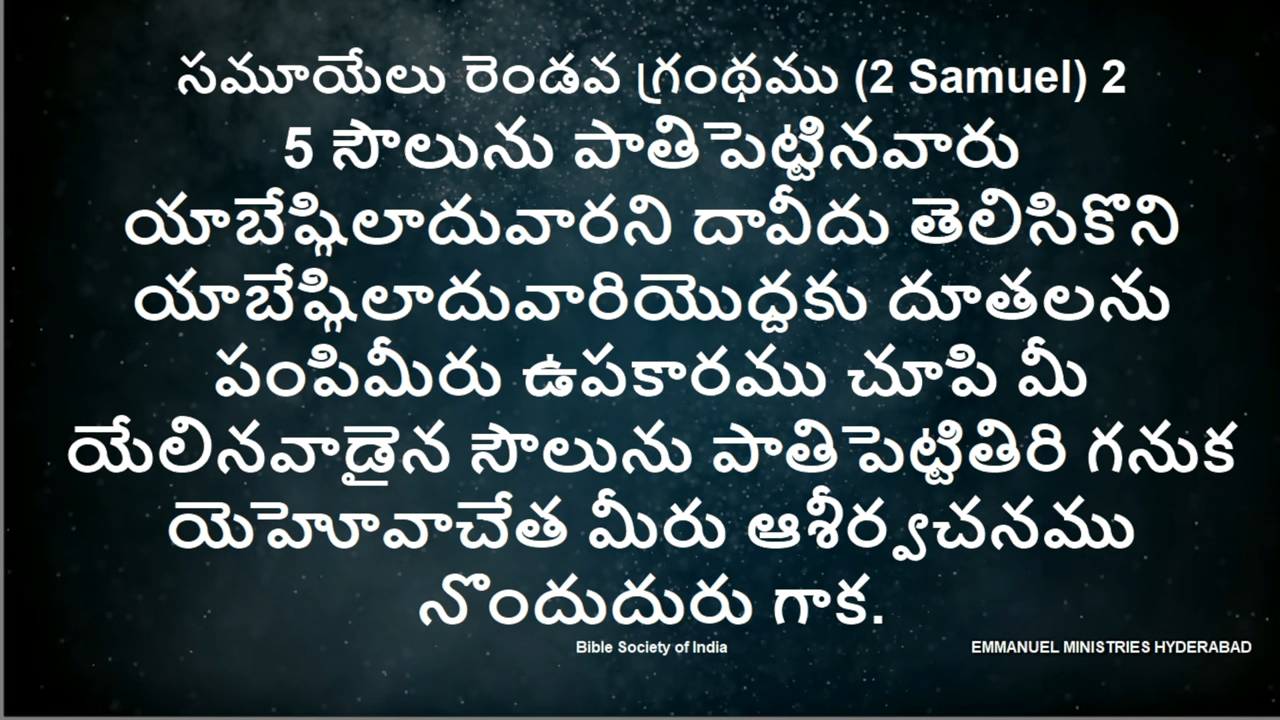 సమూయేలు రెండవ గ్రంథము (2 Samuel) 2
5 సౌలును పాతిపెట్టినవారు
యాబేష్గిలాదువారని దావీదు తెలిసికొని
యాబేష్గిలాదువారియొద్దకు దూతలను
పంపిమీరు ఉపకారము చూపి మీ
యేలినవాడైన సౌలును పాతిపెట్టితిరి గనుక
యెహోవాచేత మీరు ఆశీర్వచనము
నొందుదురు గాక.
Bible Society of India
EMMANUEL MINISTRIES HYDERABAD